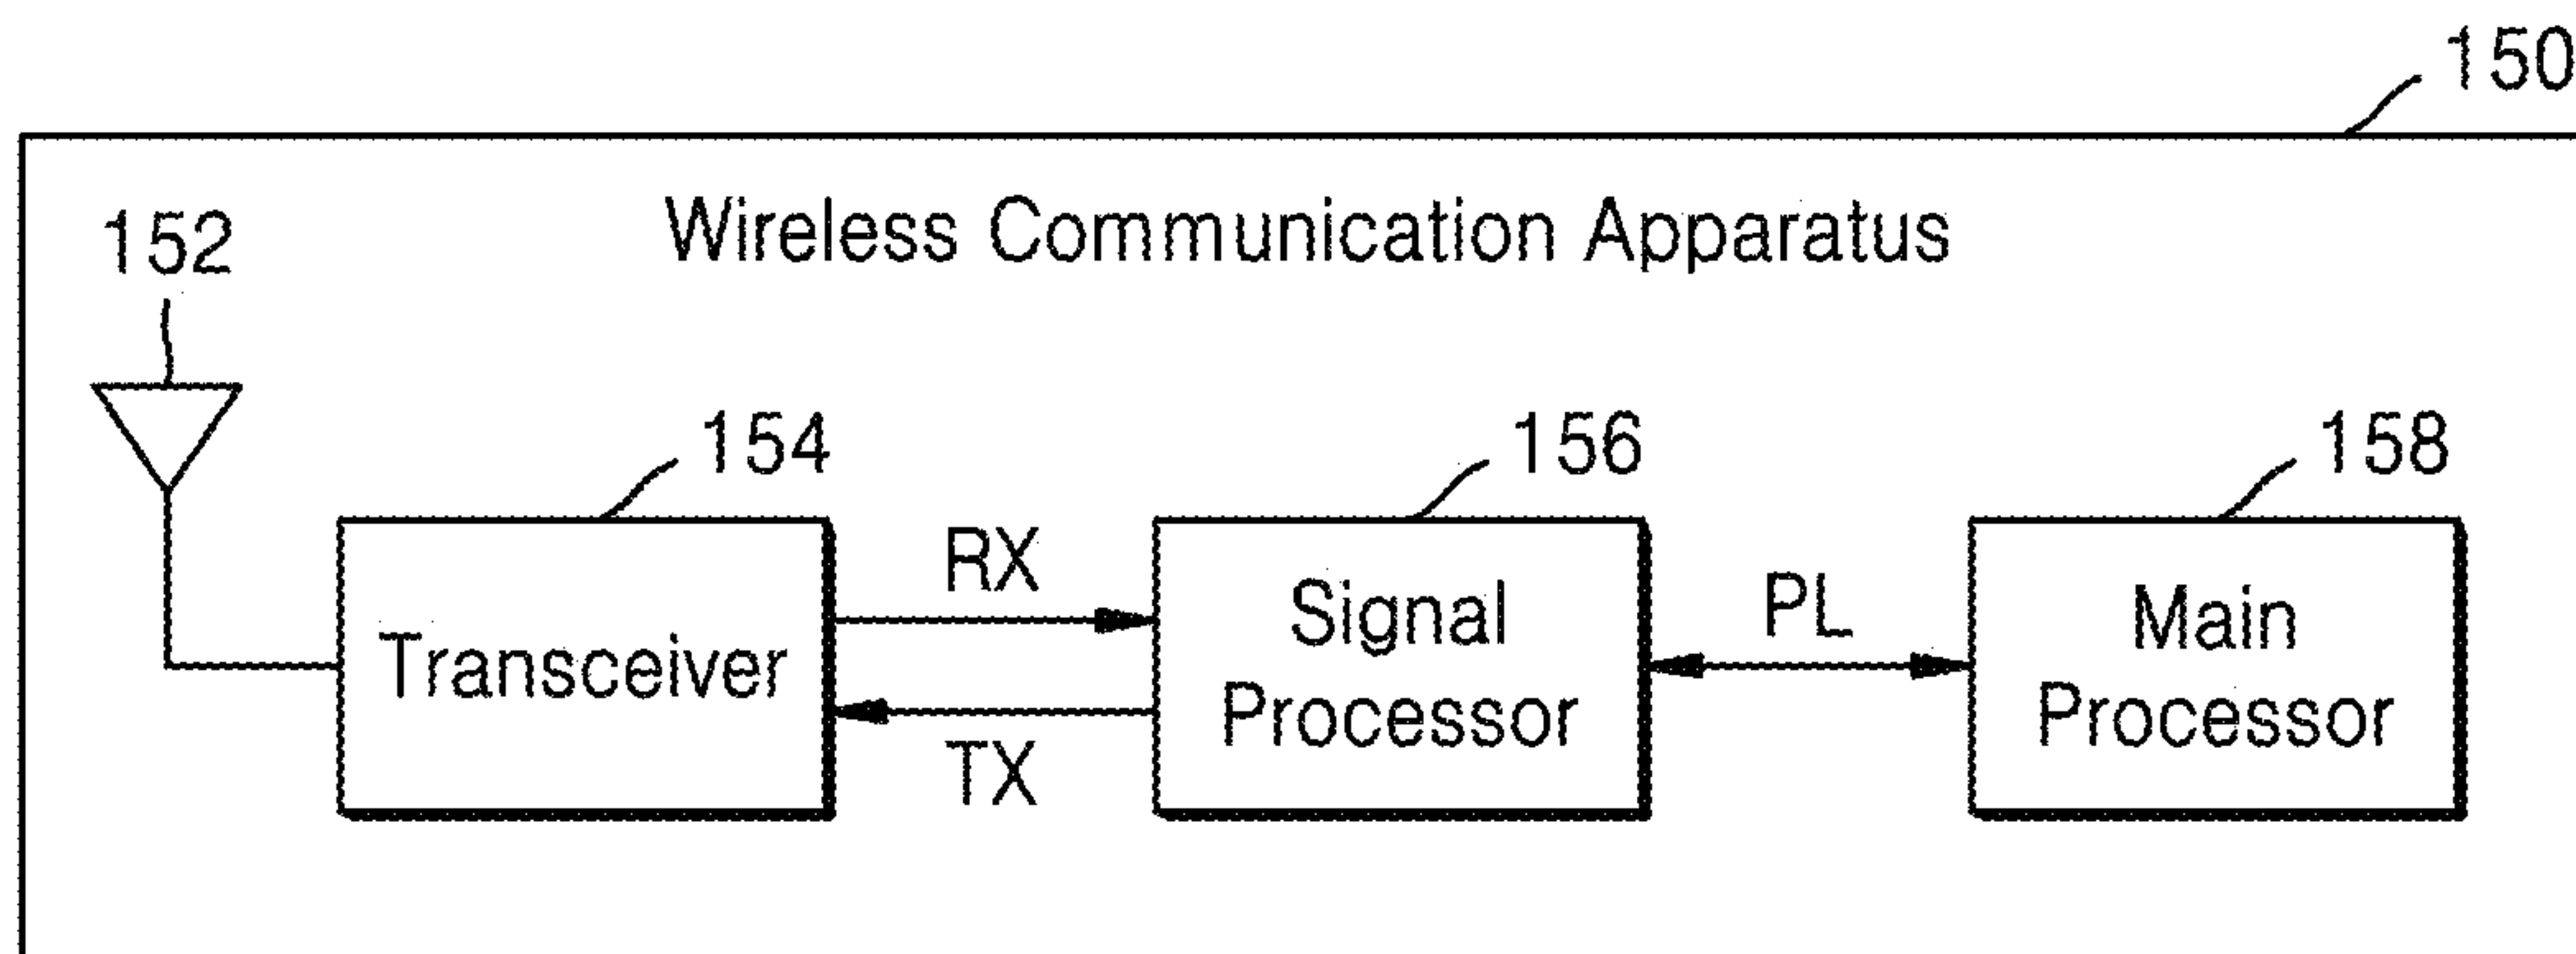 150
Wireless Communication Apparatus
152
154
156
158
RX
Transceiver
TX
Signal
Processor
PL
Main
Processor